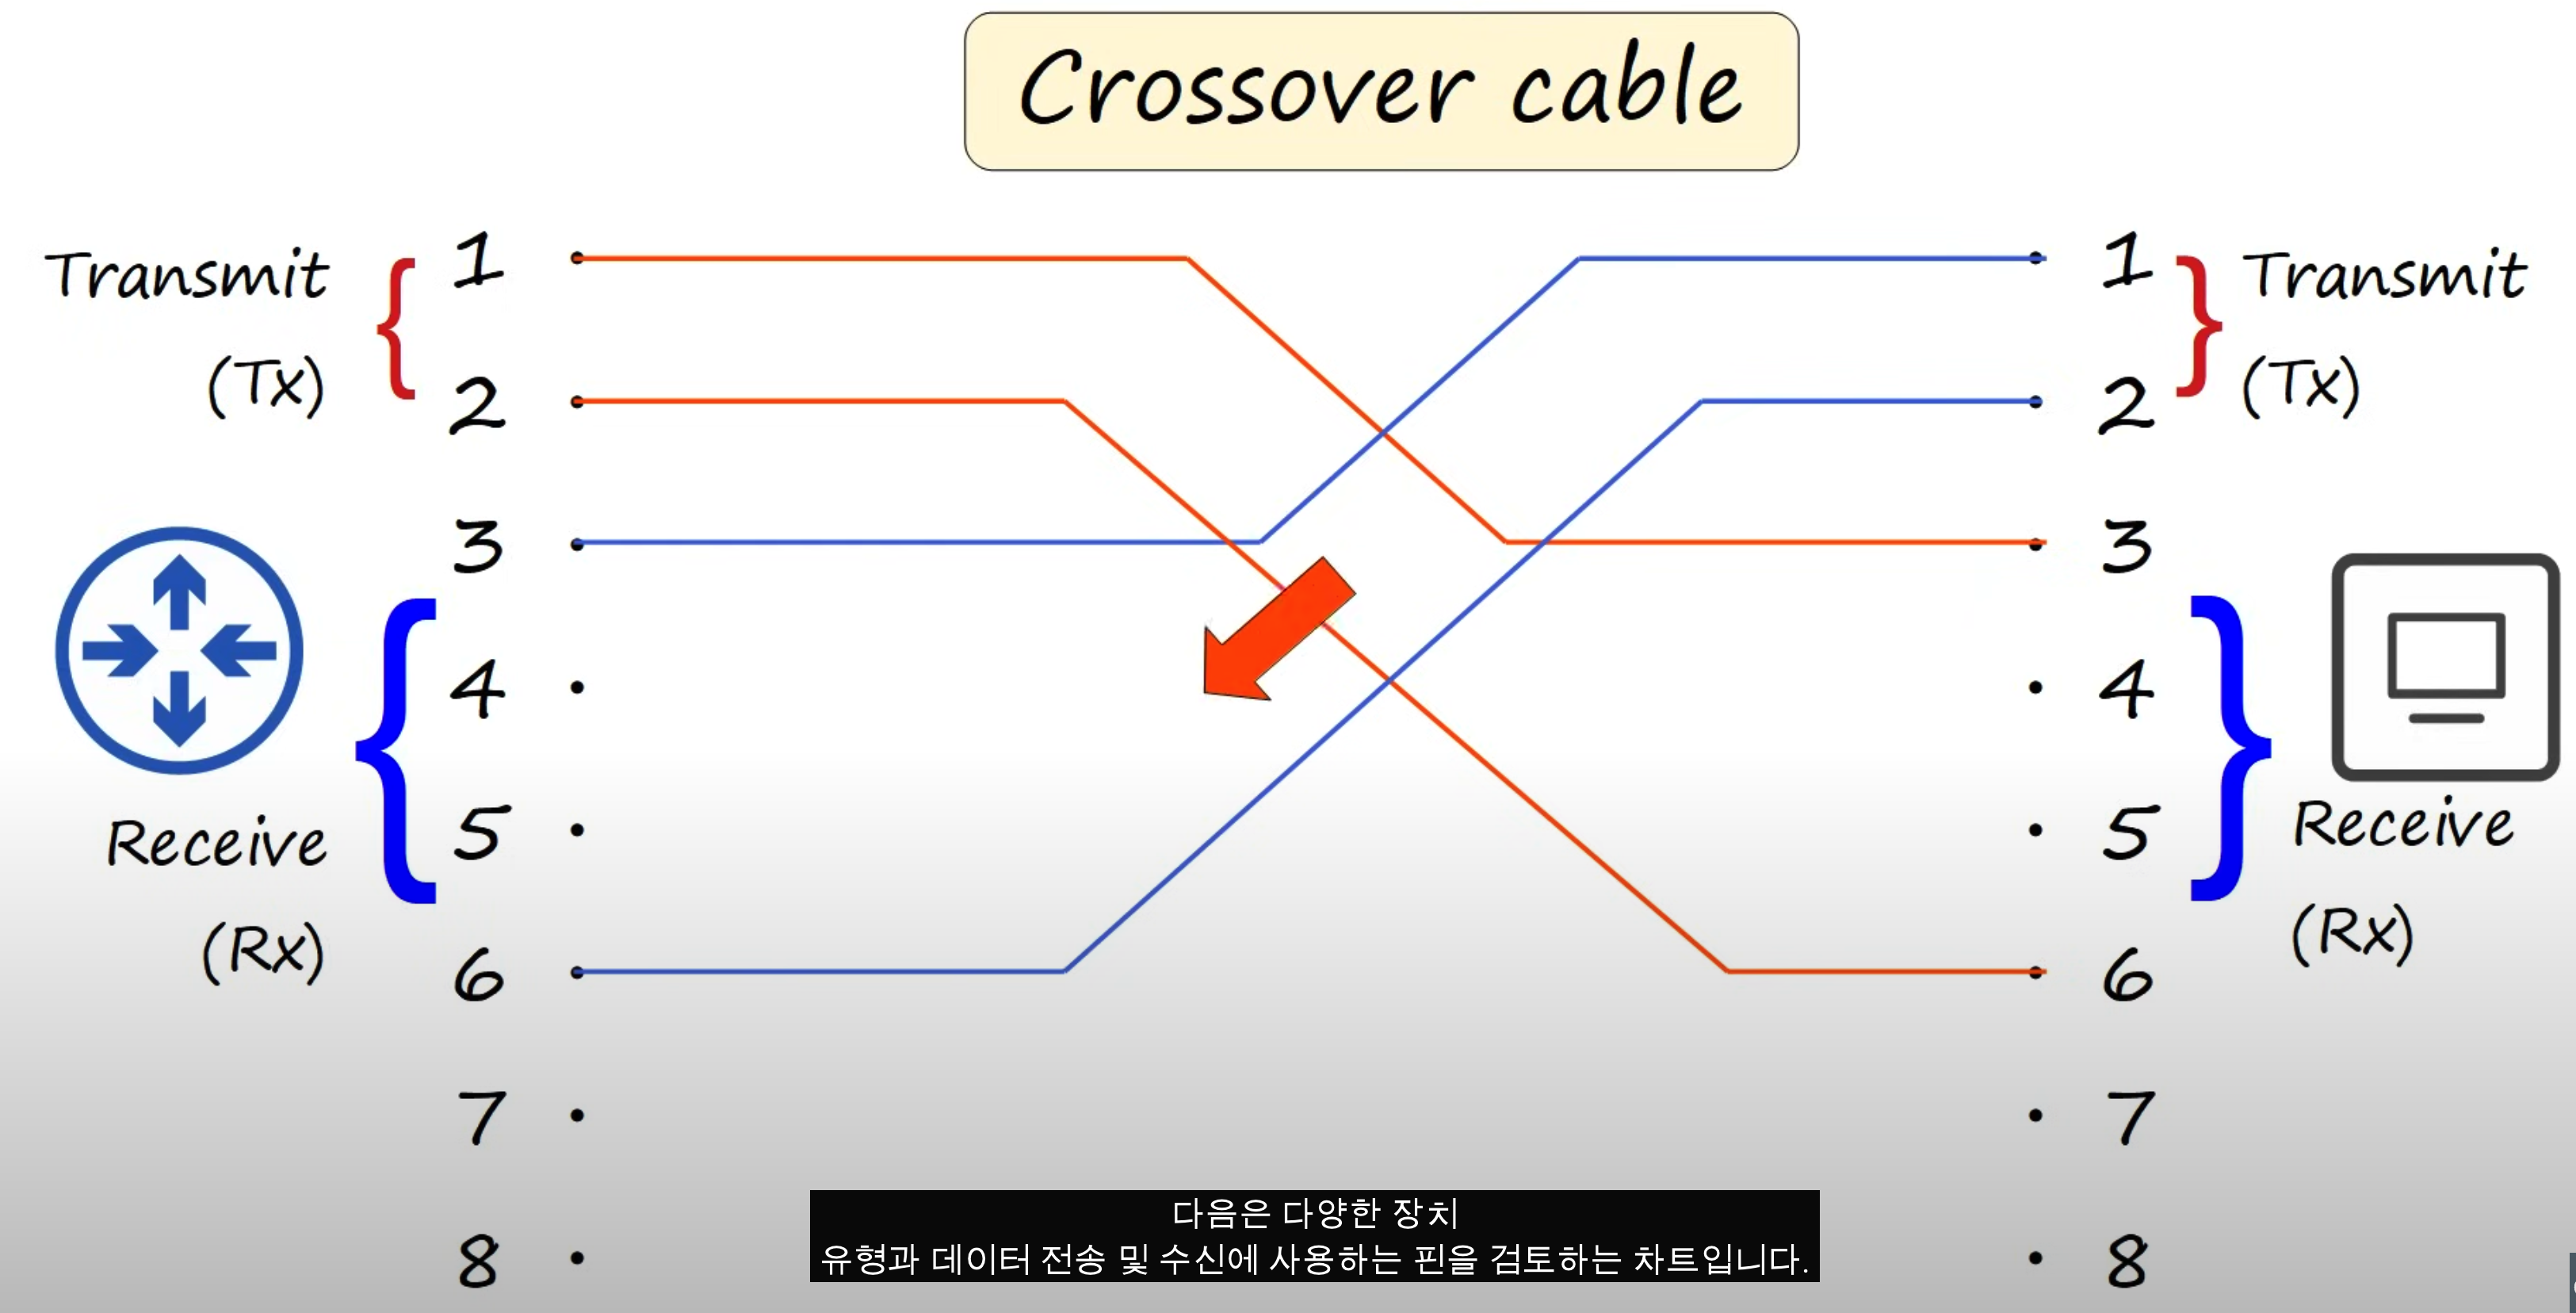 Crossover cable
Transmit
(Tx)
1
2
3
4
5
6
7
8
Receive
(Rx)
1
2
3
4
5
6
7
8
Transmit
(Tx)
Receive
(Rx)
다음은 다양한 장치
유형과 데이터 전송 및 수신에 사용하는 핀을 검토하는 차트입니다.